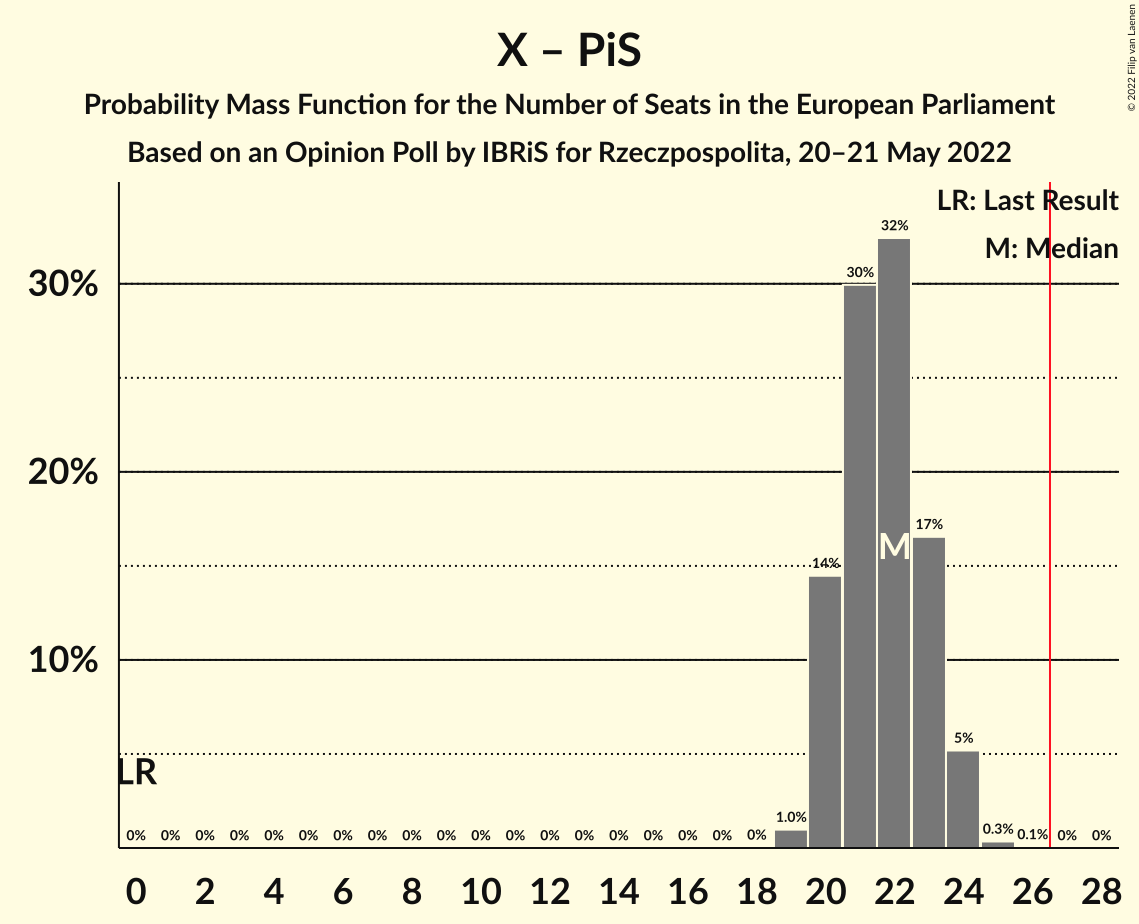 X – PiS
Probability Mass Function for the Number of Seats in the European Parliament
Based on an Opinion Poll by IBRiS for Rzeczpospolita, 20–21 May 2022
© 2022 Filip van Laenen
LR: Last Result
M: Median
32%
30%
30%
20%
17%
M
14%
10%
5%
LR
1.0%
0.3%
0.1%
0% 0% 0% 0% 0% 0% 0% 0% 0% 0% 0% 0% 0% 0% 0% 0% 0% 0% 0% 0% 0%
0 2 4 6 8 10 12 14 16 18 20 22 24 26 28